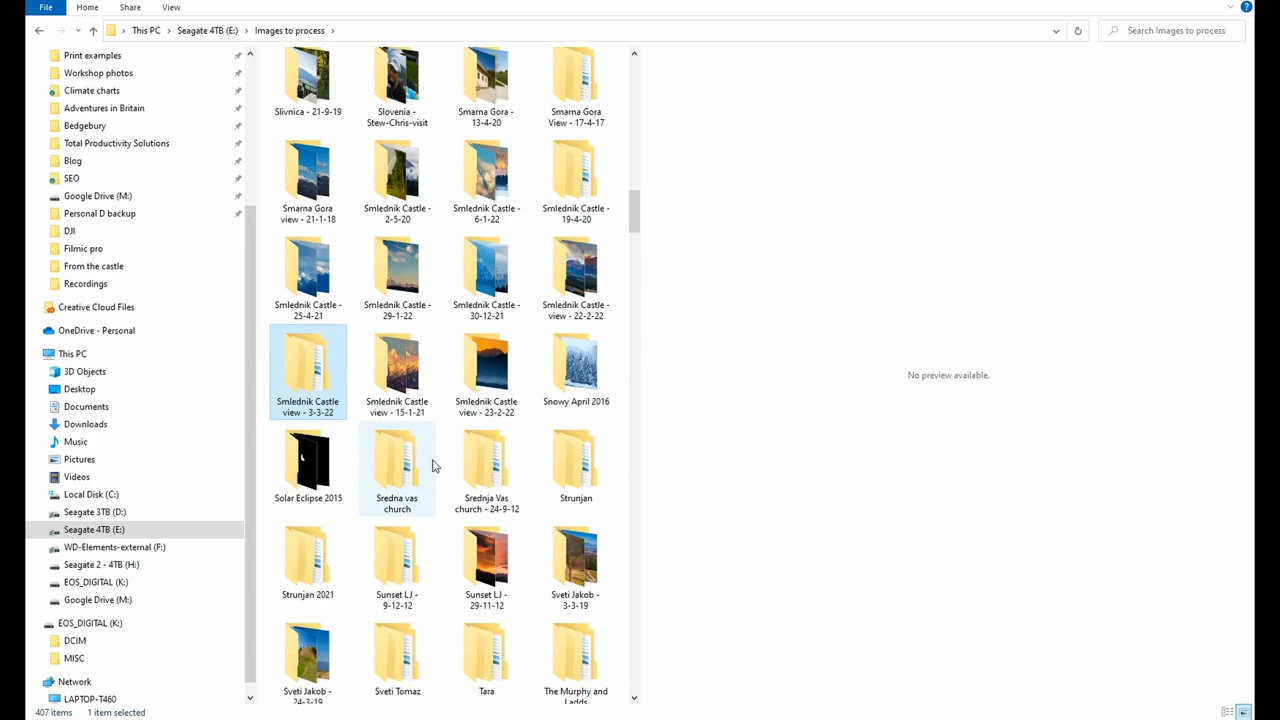 File Home Share View
This PC Seagate 4TB (E:) Images to process
Search Images to process
Print examples
Workshop photos
Climate charts
Adventures in Britain
Bedgebury
Total Productivity Solutions
Blog
SEO
Google Drive (M:)
Personal D backup
DJI
Filmic pro
From the castle
Recordings
Creative Cloud Files
OneDrive - Personal
This PC
3D Objects
Desktop
Documents
Downloads
Music
Pictures
Videos
Local Disk (C:)
Seagate 3TB (D:)
Seagate 4TB (E:)
WD-Elements-external (F:)
Seagate 2 - 4TB (H:)
EOS_DIGITAL (K:)
Google Drive (M:)
EOS_DIGITAL (K:)
DCIM
MISC
Network
LAPTOP-T460
Slivnica - 21-9-19
Slovenia -
Stew-Chris-visit
Smarna Gora -
13-4-20
Smarna Gora
View - 17-4-17
Smarna Gora
view - 21-1-18
Smlednik Castle -
2-5-20
Smlednik Castle -
6-1-22
Smlednik Castle -
19-4-20
Smlednik Castle -
25-4-21
Smlednik Castle -
29-1-22
Smlednik Castle -
30-12-21
Smlednik Castle -
view - 22-2-22
Smlednik Castle
view - 3-3-22
Smlednik Castle
view - 15-1-21
Smlednik Castle
view - 23-2-22
Snowy April 2016
Solar Eclipse 2015
Sredna vas
church
Srednja Vas
church - 24-9-12
Strunjan
Strunjan 2021
Sunset LJ -
9-12-12
Sunset LJ -
29-11-12
Sveti Jakob -
3-3-19
Sveti Jakob -
24-3-19
Sveti Tomaz
Tara
The Murphy and
Ladds
No preview available.
407 items 1 item selected